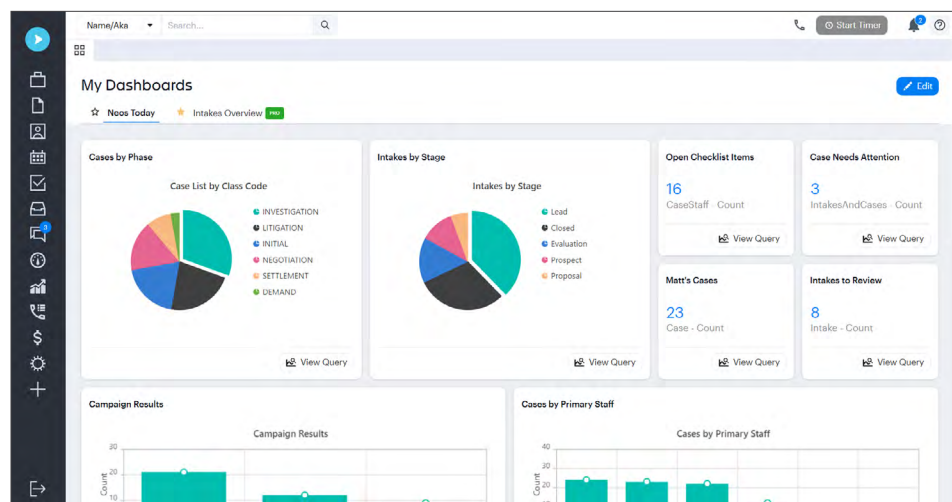 Name/Aka
Search...
Start Timer
2
My Dashboards
Edit
Neos Today
Intakes Overview PRO
Cases by Phase
Case List by Class Code
INVESTIGATION
LITIGATION
INITIAL
NEGOTIATION
SETTLEMENT
DEMAND
View Query
Intakes by Stage
Intakes by Stage
Lead
Closed
Evaluation
Prospect
Proposal
View Query
Open Checklist Items
16
CaseStaff - Count
View Query
Case Needs Attention
3
IntakesAndCases - Count
View Query
Matt's Cases
23
Case - Count
View Query
Intakes to Review
8
Intake - Count
View Query
3
Campaign Results
Campaign Results
30
20
10
Count
Cases by Primary Staff
Cases by Primary Staff
40
30
20
Count